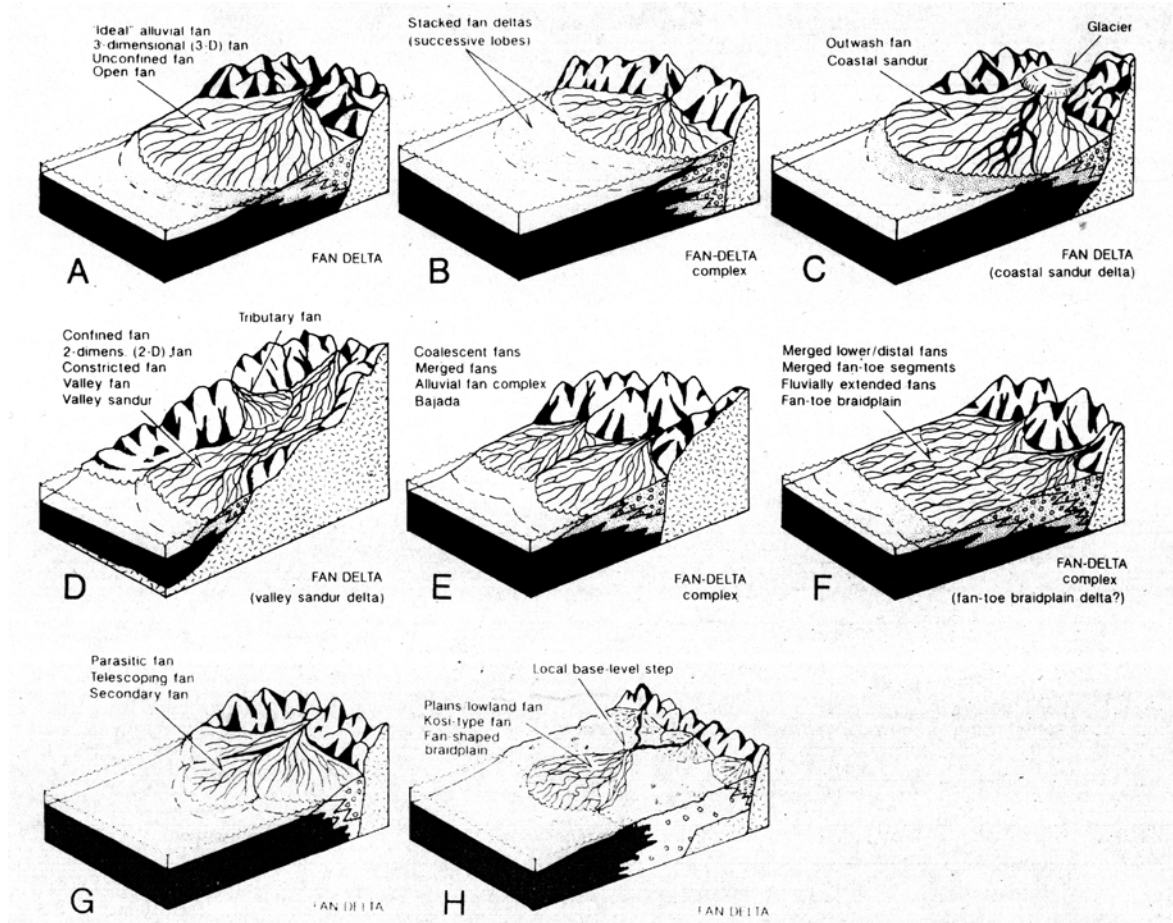 "Ideal" alluvial fan
3-dimensional (3-D) fan
Unconfined fan
Open fan
A
FAN DELTA
Stacked fan deltas
(successive lobes)
B
FAN-DELTA
complex
Glacier
Outwash fan
Coastal sandur
C
FAN DELTA
(coastal sandur delta)
Tributary fan
Confined fan
2-dimens. (2-D) fan
Constricted fan
Valley fan
Valley sandur
D
FAN DELTA
(valley sandur delta)
Coalescent fans
Merged fans
Alluvial fan complex
Bajada
E
FAN-DELTA
complex
Merged lower/distal fans
Merged fan-toe segments
Fluvially extended fans
Fan-toe braidplain
F
FAN-DELTA
complex
(fan-toe braidplain delta?)
Parasitic fan
Telescoping fan
Secondary fan
G
FAN DELTA
Local base-level step
Plains/lowland fan
Kosi-type fan
Fan-shaped
braidplain
H
FAN DELTA